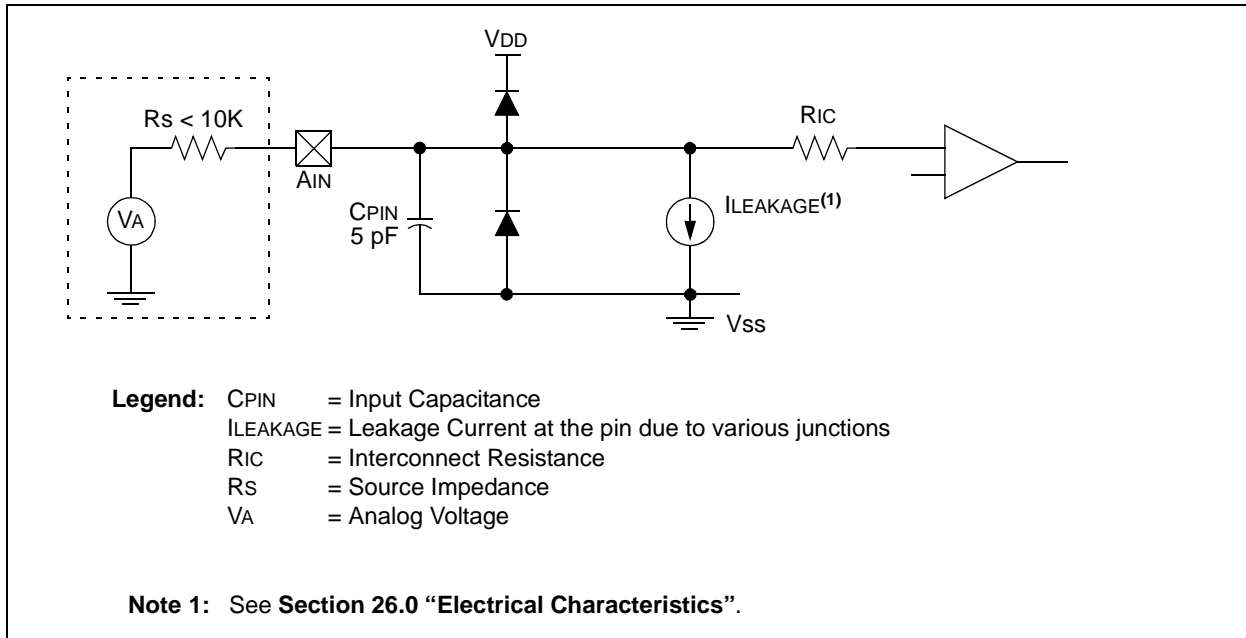 VDD
Rs < 10K
RIC
AIN
CPIN
5 pF
ILEAKAGE(1)
VA
Vss
Legend: CPIN = Input Capacitance
ILEAKAGE = Leakage Current at the pin due to various junctions
RIC = Interconnect Resistance
RS = Source Impedance
VA = Analog Voltage
Note 1: See Section 26.0 “Electrical Characteristics”.